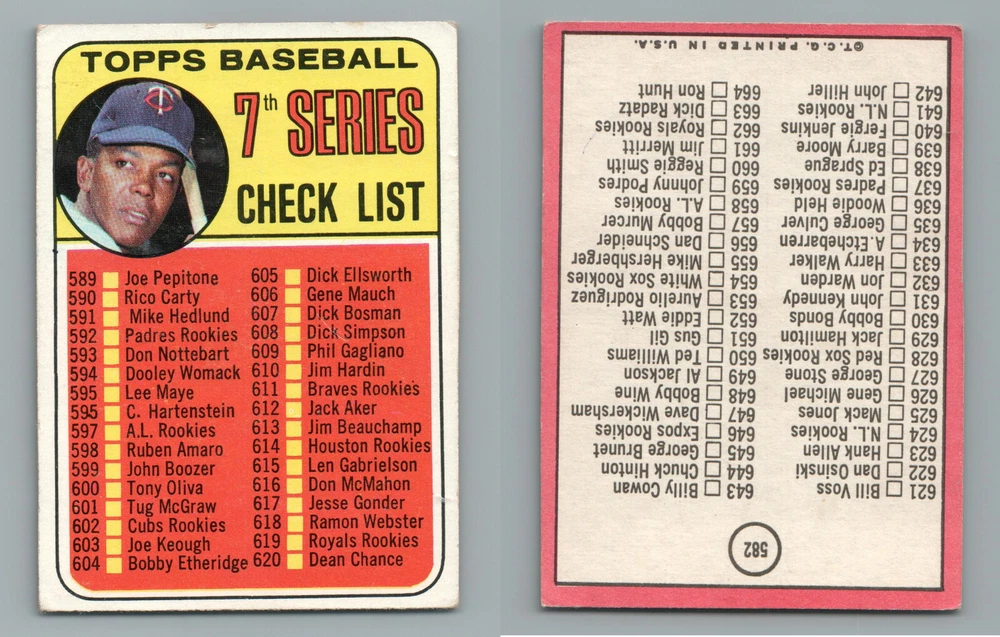 TOPPS BASEBALL
7th SERIES
CHECK LIST
589 Joe Pepitone
590 Rico Carty
591 Mike Hedlund
592 Padres Rookies
593 Don Nottebart
594 Dooley Womack
595 Lee Maye
595 C. Hartenstein
597 A.L. Rookies
598 Ruben Amaro
599 John Boozer
600 Tony Oliva
601 Tug McGraw
602 Cubs Rookies
603 Joe Keough
604 Bobby Etheridge
605 Dick Ellsworth
606 Gene Mauch
607 Dick Bosman
608 Dick Simpson
609 Phil Gagliano
610 Jim Hardin
611 Braves Rookies
612 Jack Aker
613 Jim Beauchamp
614 Houston Rookies
615 Len Gabrielson
616 Don McMahon
617 Jesse Gonder
618 Ramon Webster
619 Royals Rookies
620 Dean Chance
582
621 Bill Voss
622 Dan Osinski
623 Hank Allen
624 N.L. Rookies
625 Mack Jones
626 Gene Michael
627 George Stone
628 Red Sox Rookies
629 Jack Hamilton
630 Bobby Bonds
631 John Kennedy
632 Jon Warden
633 Harry Walker
634 A. Etchebarren
635 George Culver
636 Woodie Held
637 Padres Rookies
638 Ed Sprague
639 Barry Moore
640 Fergie Jenkins
641 N.L. Rookies
642 John Hiller
643 Billy Cowan
644 Chuck Hinton
645 George Brunet
646 Expos Rookies
647 Dave Wickersham
648 Bobby Wine
649 Al Jackson
650 Ted Williams
651 Gus Gil
652 Eddie Watt
653 Aurelio Rodriguez
654 White Sox Rookies
655 Mike Hershberger
656 Dan Schneider
657 Bobby Murcer
658 A.L. Rookies
659 Johnny Podres
660 Reggie Smith
661 Jim Merritt
662 Royals Rookies
663 Dick Radatz
664 Ron Hunt
©T.C.G. PRINTED IN U.S.A.